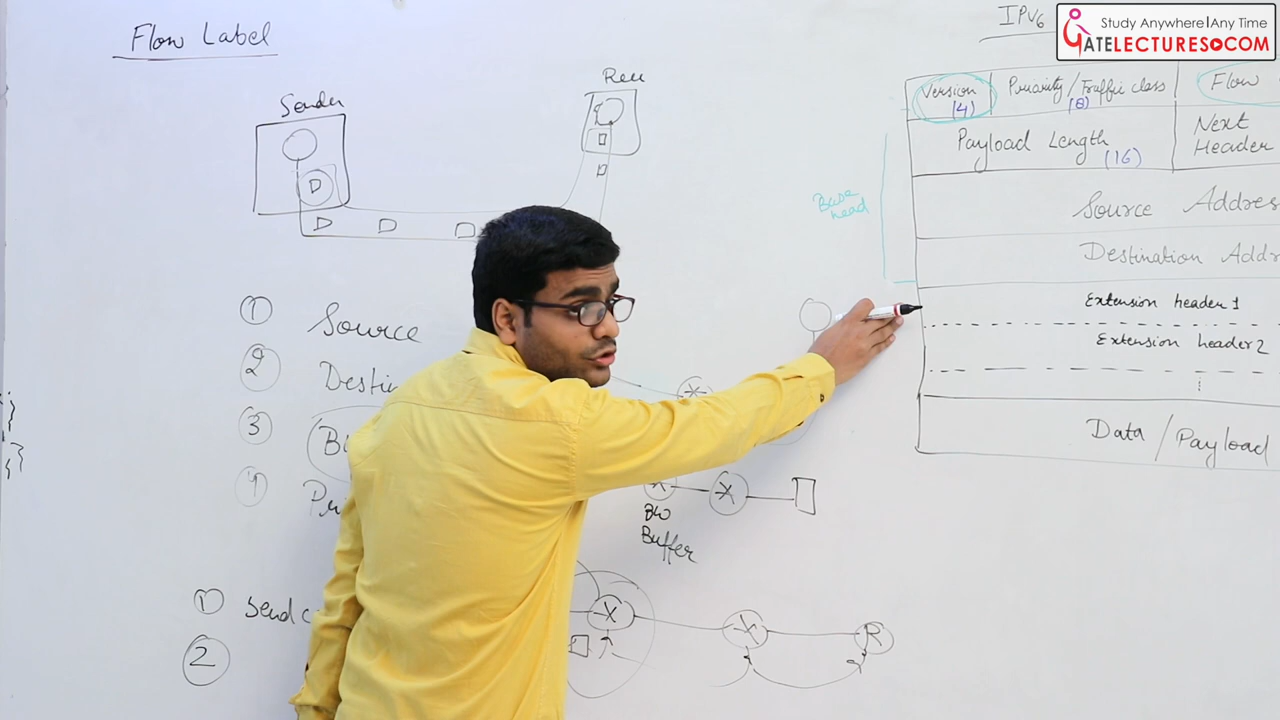 Flow Label
IPV6
Study Anywhere|Any Time
GATELECTURES.COM
Sender
Version
(4)
Priority/Traffic class
(8)
Flow
Payload Length
(16)
Next
Header
Base
head
Source Addres
Destination Addr
Extension header 1
Extension header 2
Data / Payload
① Source
② Desti
③ B
④ Pr
BW
Buffer
① Send c
②
R